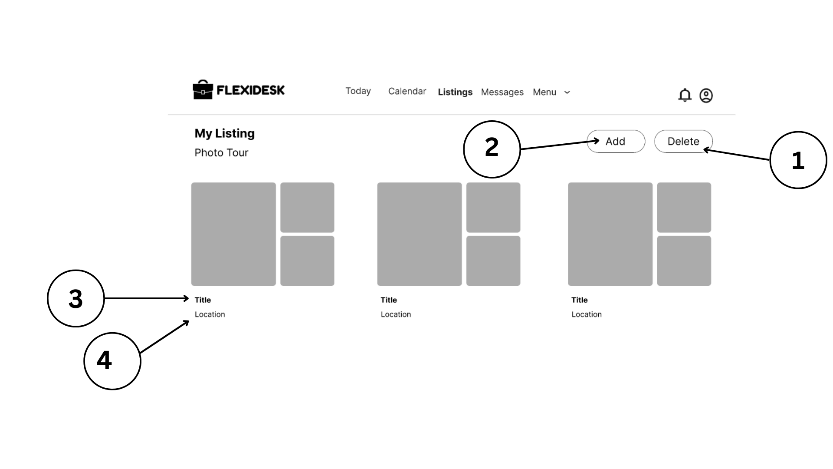 FLEXIDESK Today Calendar Listings Messages Menu
My Listing
Photo Tour
2 Add Delete 1
3 Title Title Title
Location Location Location
4